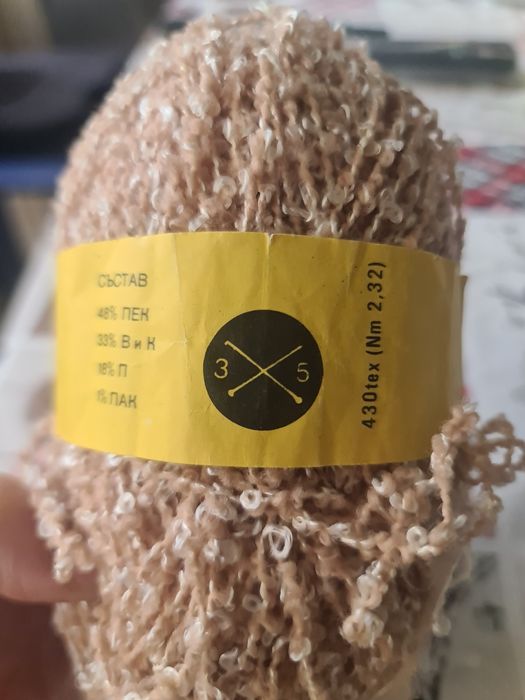 СЪСТАВ
48% ПЕК
33% В и К
18% П
1% ПАК
3 5
430tex (Nm 2,32)